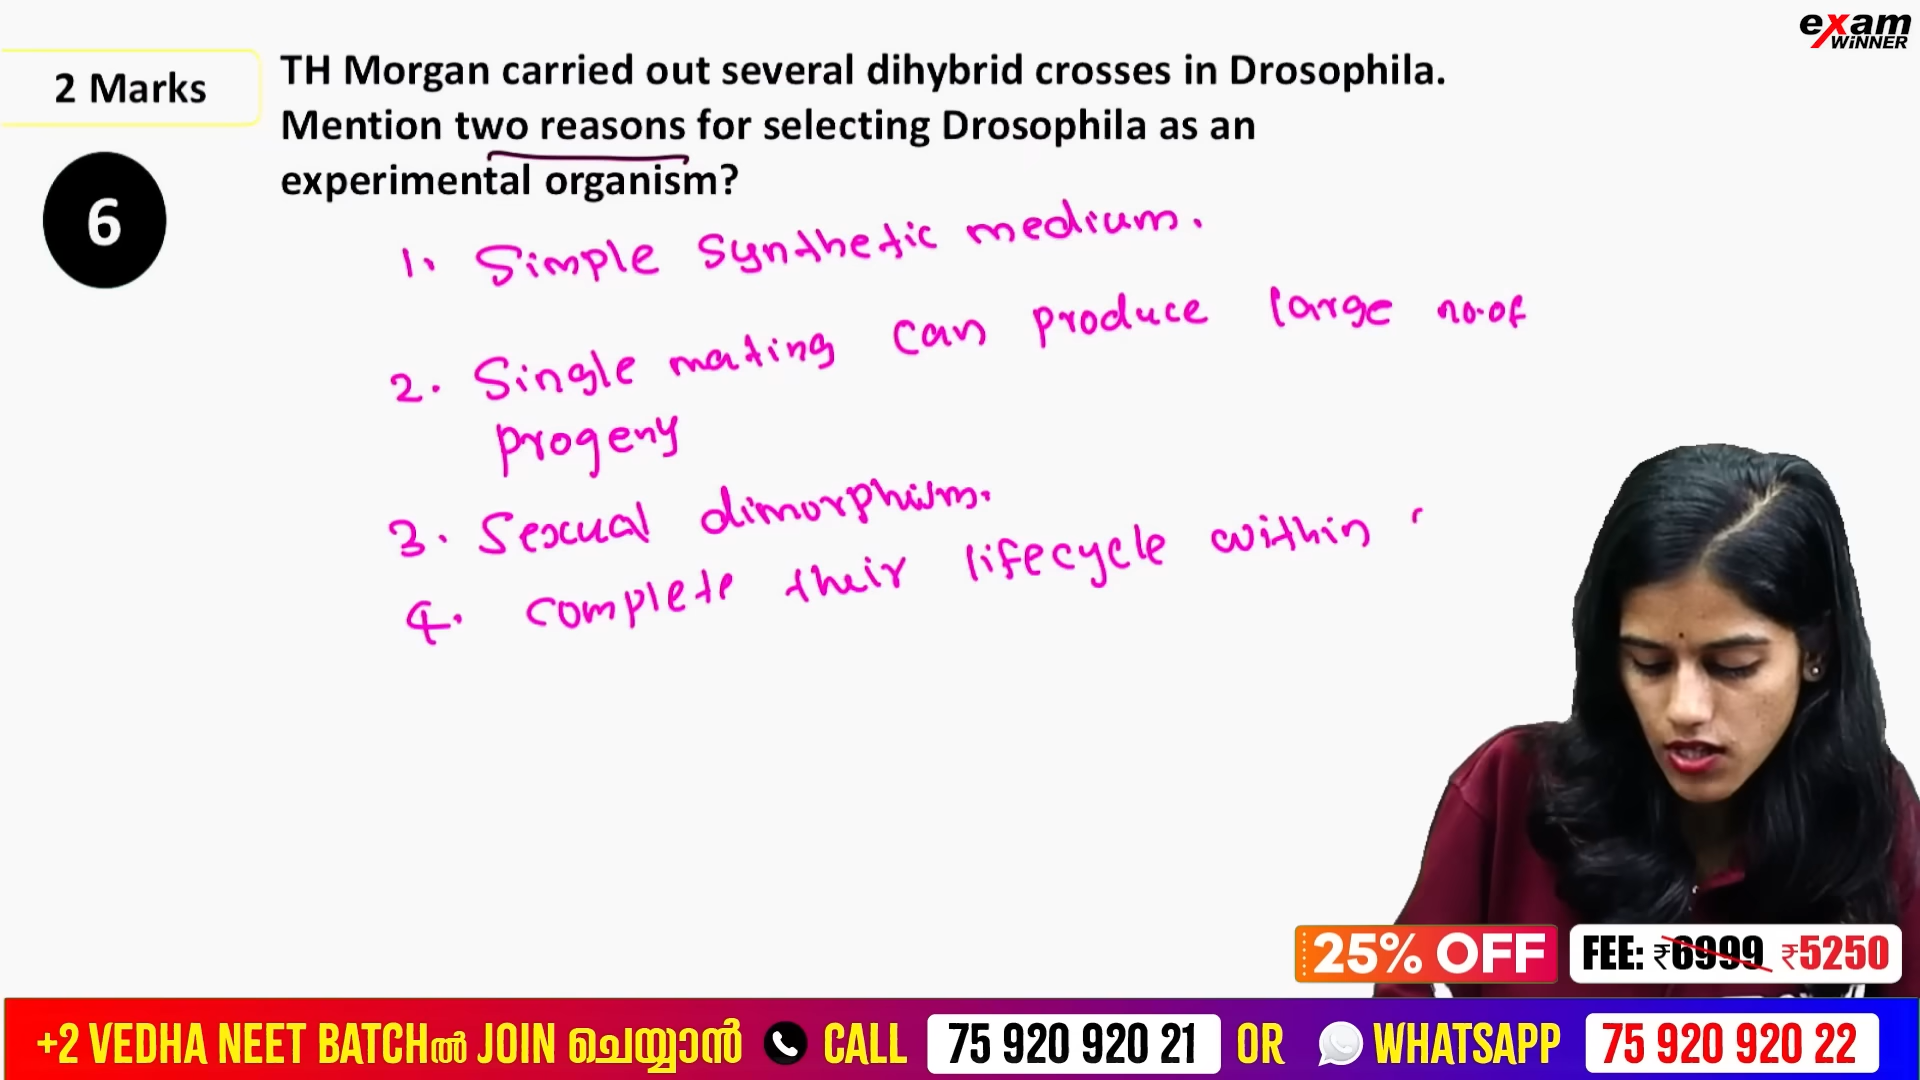 exam
WiNNER
2 Marks
TH Morgan carried out several dihybrid crosses in Drosophila.
Mention two reasons for selecting Drosophila as an
experimental organism?
6
1. Simple synthetic medium.
2. Single mating can produce large no.of
progeny
3. Sexual dimorphism.
4. complete their lifecycle within
25% OFF
FEE: ₹6999 ₹5250
+2 VEDHA NEET BATCHൽ JOIN ചെയ്യാൻ CALL 75 920 920 21 OR WHATSAPP 75 920 920 22